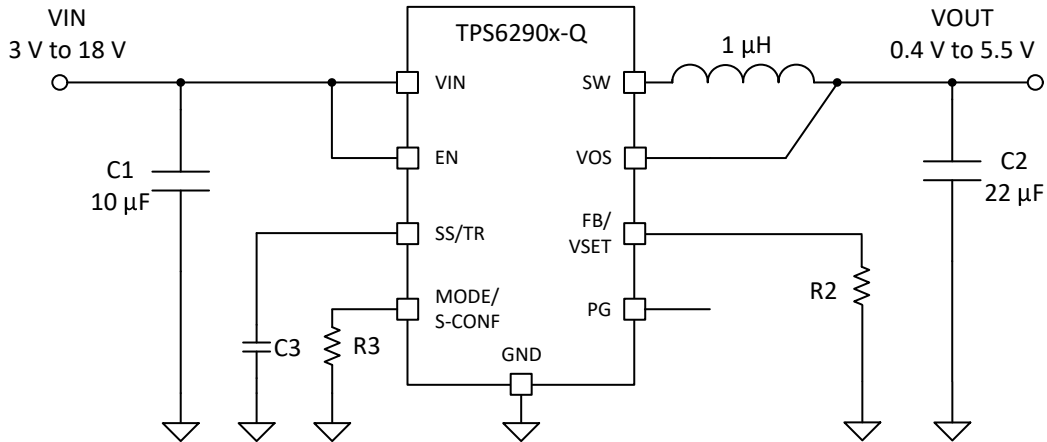 VIN
3 V to 18 V
TPS6290x-Q
1 µH
VOUT
0.4 V to 5.5 V
VIN
SW
EN
VOS
C1
10 µF
C2
22 µF
SS/TR
FB/
VSET
R2
MODE/
S-CONF
PG
C3
R3
GND